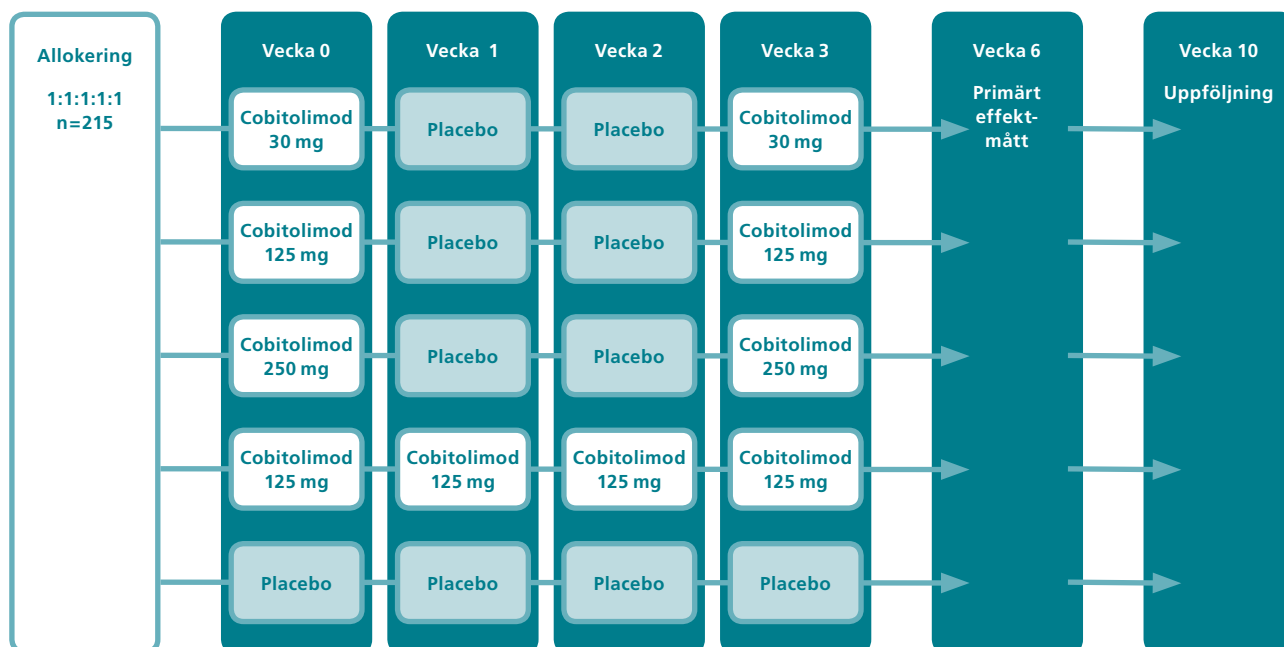 Allokering
1:1:1:1:1
n=215
Vecka 0
Vecka 1
Vecka 2
Vecka 3
Vecka 6
Primärt
effekt-
mått
Vecka 10
Uppföljning
Cobitolimod
30 mg
Placebo
Placebo
Cobitolimod
30 mg
Cobitolimod
125 mg
Placebo
Placebo
Cobitolimod
125 mg
Cobitolimod
250 mg
Placebo
Placebo
Cobitolimod
250 mg
Cobitolimod
125 mg
Cobitolimod
125 mg
Cobitolimod
125 mg
Cobitolimod
125 mg
Placebo
Placebo
Placebo
Placebo